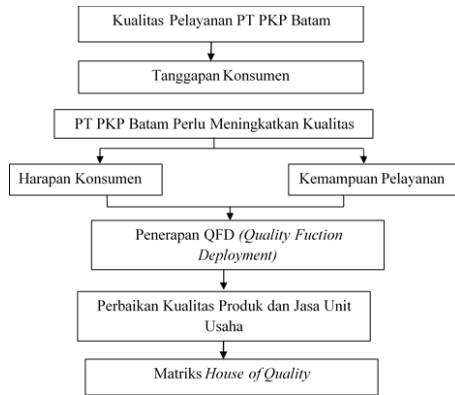 Kualitas Pelayanan PT PKP Batam
Tanggapan Konsumen
PT PKP Batam Perlu Meningkatkan Kualitas
Harapan Konsumen
Kemampuan Pelayanan
Penerapan QFD (Quality Fuction
Deployment)
Perbaikan Kualitas Produk dan Jasa Unit
Usaha
Matriks House of Quality